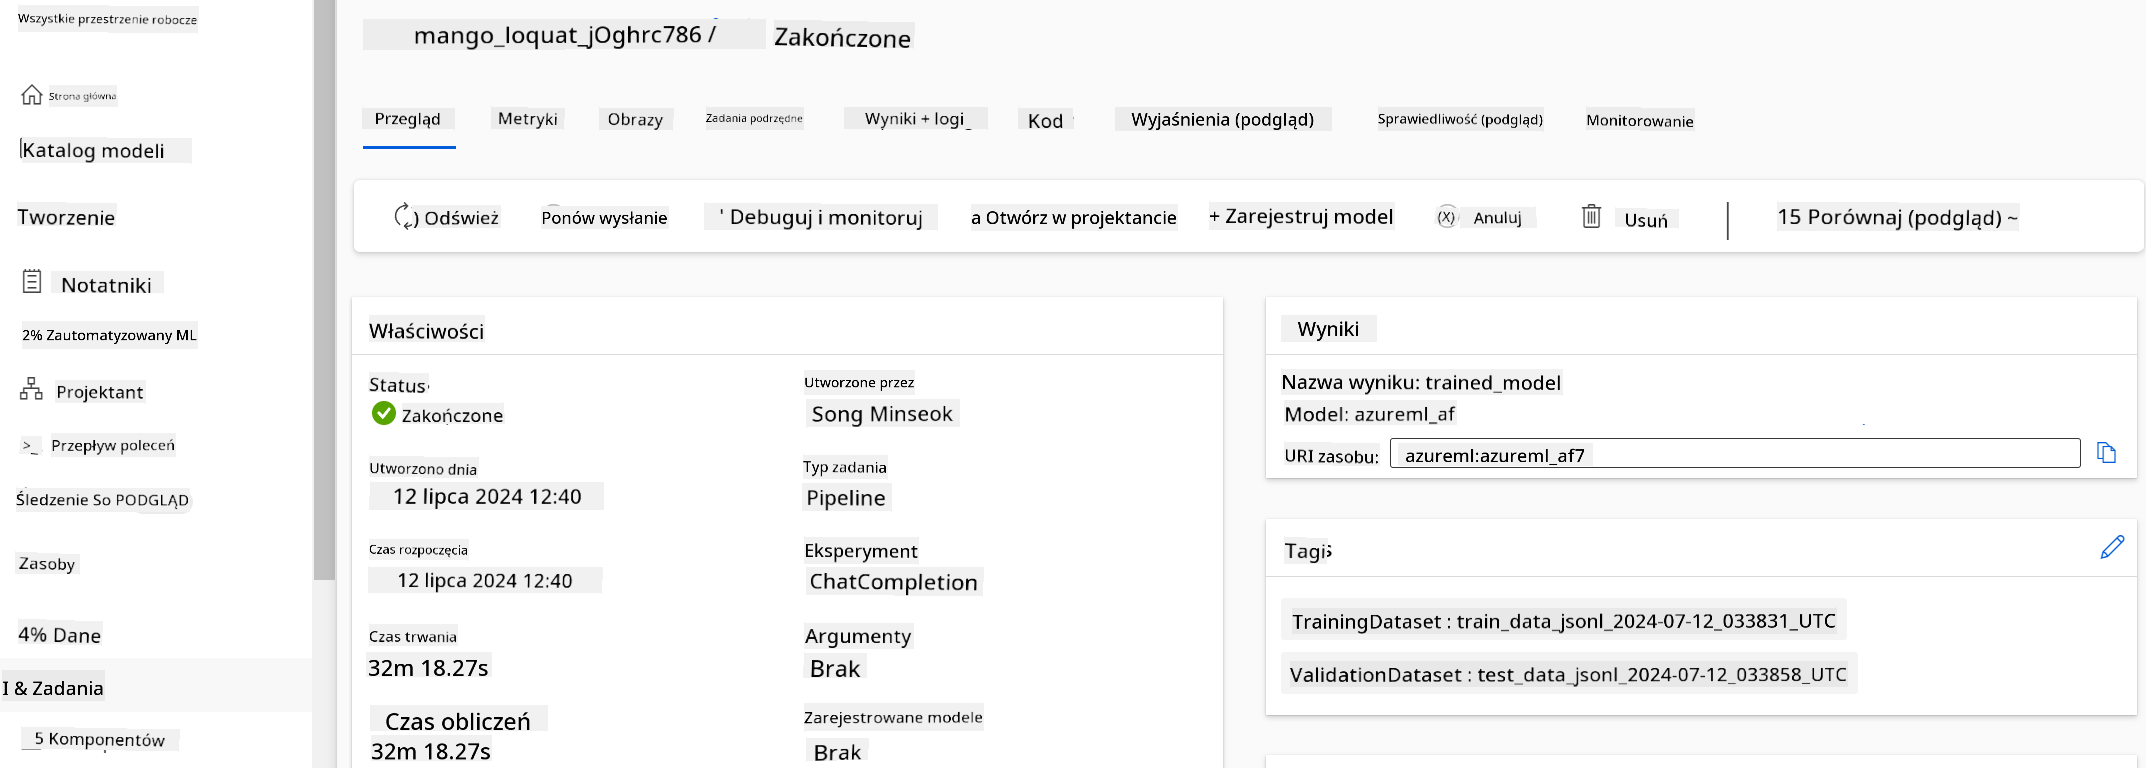 Wszystkie przestrzenie robocze
Strona główna
Katalog modeli
Tworzenie
Notatniki
2% Zautomatyzowany ML
Projektant
>_ Przepływ poleceń
Śledzenie So PODGLĄD
Zasoby
4% Dane
I & Zadania
5 Komponentów
mango_loquat_jOghrc786 / Zakończone
Przegląd Metryki Obrazy Zadania podrzędne Wyniki + logi_ Kod Wyjaśnienia (podgląd) Sprawiedliwość (podgląd) Monitorowanie
) Odśwież Ponów wysłanie ' Debuguj i monitoruj a Otwórz w projektancie + Zarejestruj model (X) Anuluj Usuń 15 Porównaj (podgląd) ~
Właściwości
Status
Zakończone
Utworzono dnia
12 lipca 2024 12:40
Czas rozpoczęcia
12 lipca 2024 12:40
Czas trwania
32m 18.27s
Czas obliczeń
32m 18.27s
Utworzone przez
Song Minseok
Typ zadania
Pipeline
Eksperyment
ChatCompletion
Argumenty
Brak
Zarejestrowane modele
Brak
Wyniki
Nazwa wyniku: trained_model
Model: azureml_af
URI zasobu: azureml:azureml_af7
Tagi
TrainingDataset : train_data_jsonl_2024-07-12_033831_UTC
ValidationDataset : test_data_jsonl_2024-07-12_033858_UTC